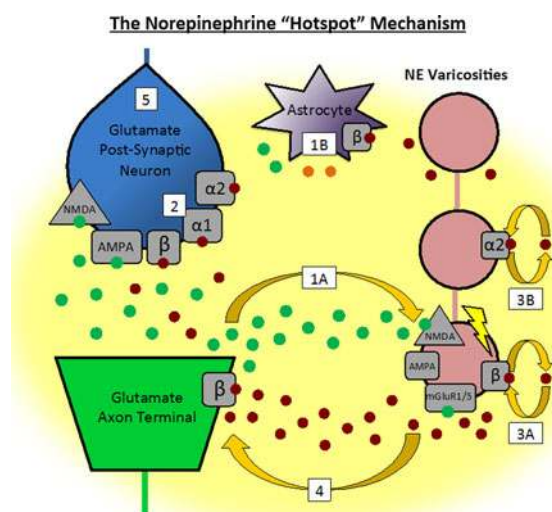 The Norepinephrine “Hotspot” Mechanism
NE Varicosities
5
Glutamate
Post-Synaptic
Neuron
Astrocyte
1B
β
2
α2
α1
NMDA
AMPA
β
α2
3B
1A
NMDA
AMPA
β
mGluR1/5
3A
Glutamate
Axon Terminal
β
4